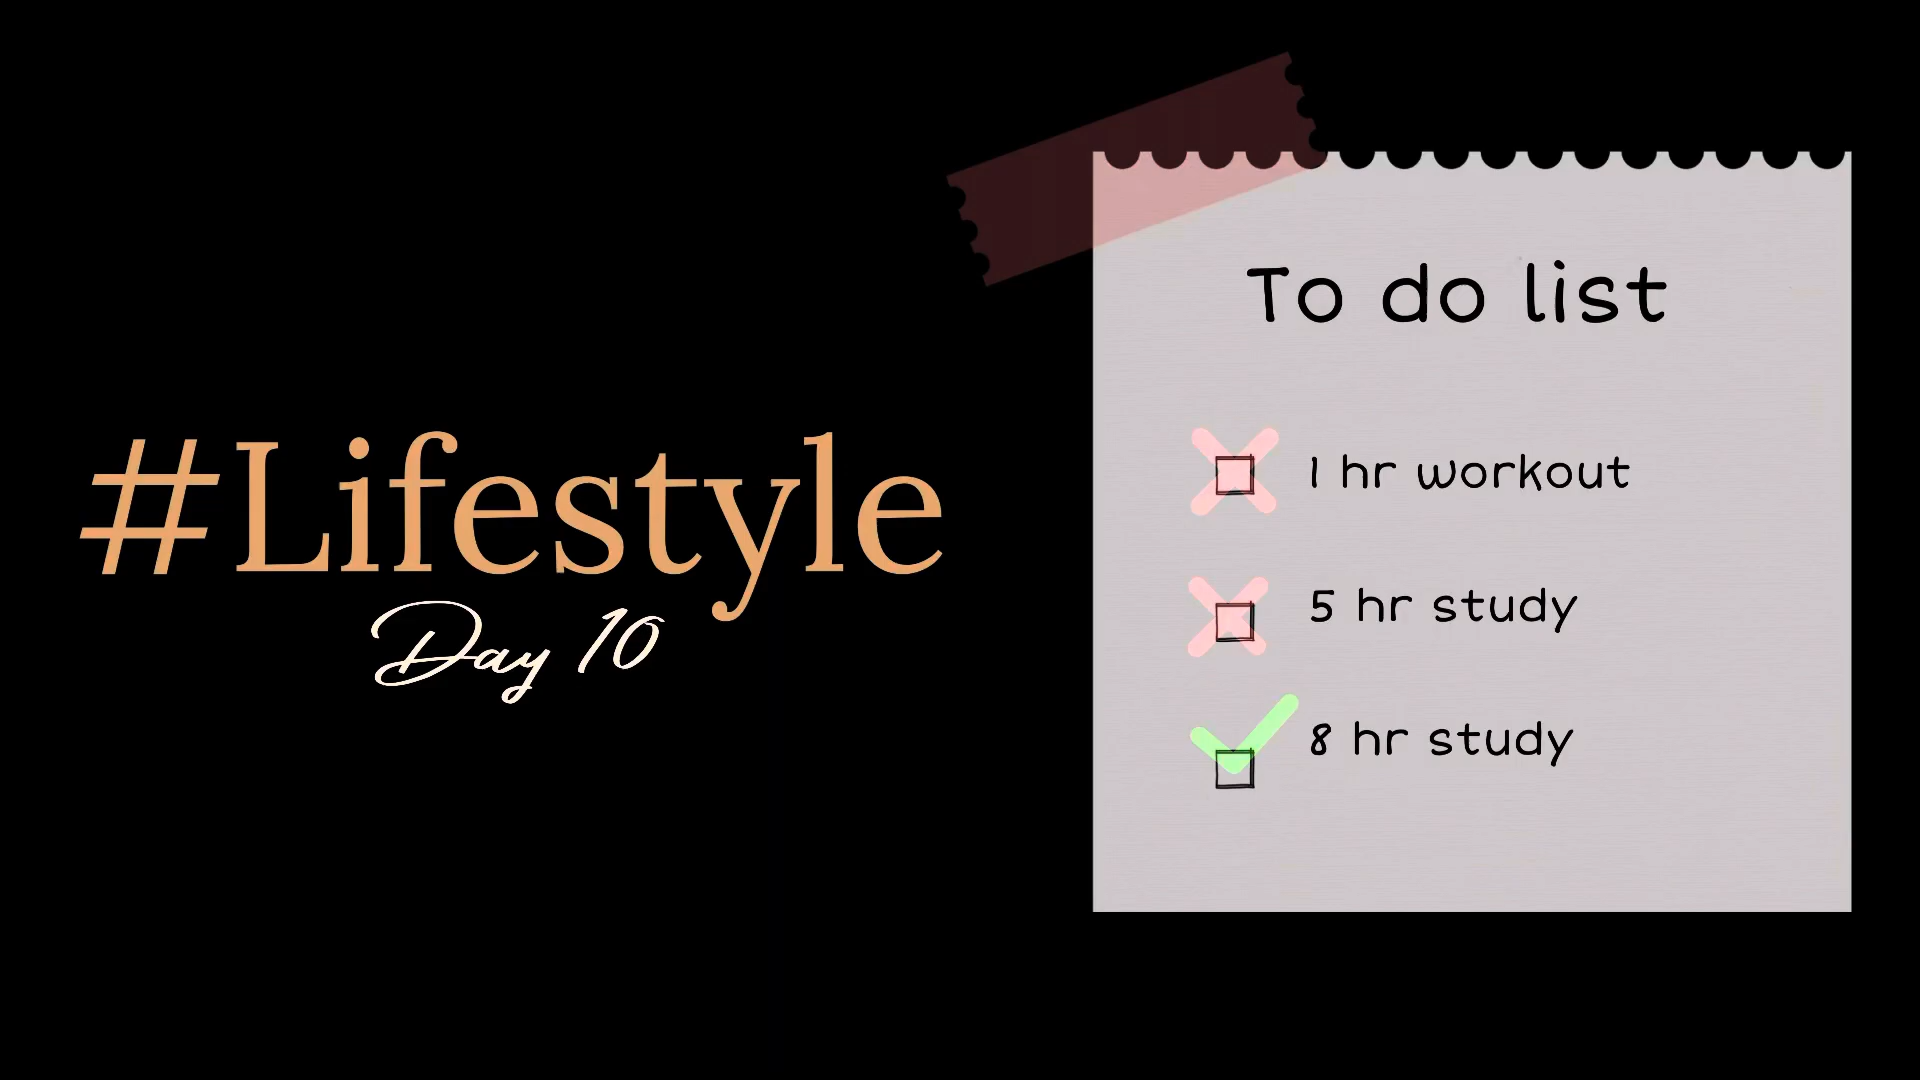 #Lifestyle
Day 10
To do list
1 hr workout
5 hr study
8 hr study